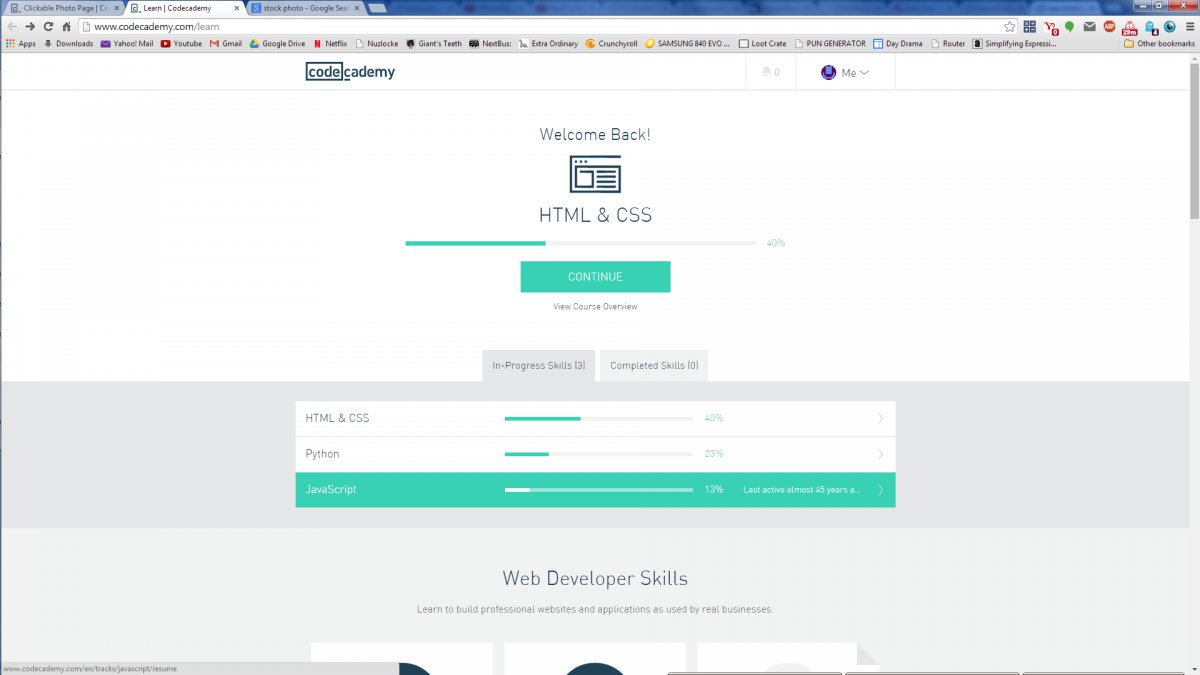 Clickable Photo Page | Co
Learn | Codecademy
stock photo - Google Sear
www.codecademy.com/learn
Apps Downloads Yahoo! Mail Youtube Gmail Google Drive Netflix Nuzlocke Giant's Teeth NextBus: Extra Ordinary Crunchyroll SAMSUNG 840 EVO ... Loot Crate PUN GENERATOR Day Drama Router Simplifying Expressi... Other bookmarks
codecademy 0 Me
Welcome Back!
HTML & CSS
40%
CONTINUE
View Course Overview
In-Progress Skills (3) Completed Skills (0)
HTML & CSS 40%
Python 23%
JavaScript 13% Last active almost 45 years a...
Web Developer Skills
Learn to build professional websites and applications as used by real businesses.
www.codecademy.com/en/tracks/javascript/resume